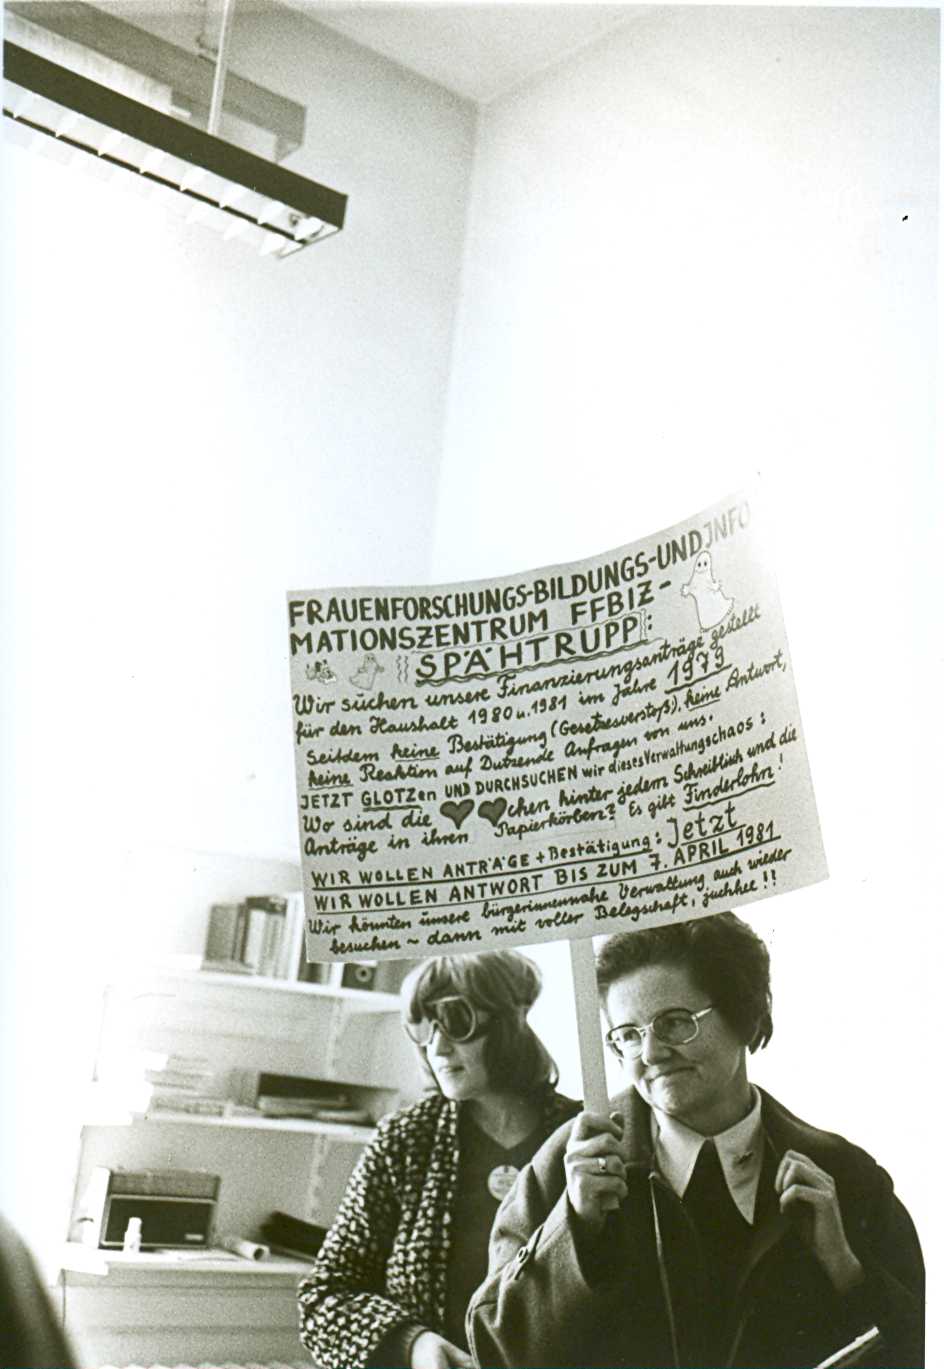 FRAUENFORSCHUNGS-BILDUNGS-UND INFO
MATIONSZENTRUM FFBIZ-
SPÄHTRUPP:
Wir suchen unsere Finanzierungsanträge gestellt
für den Haushalt 1980 u. 1981 im Jahre 1979
Seitdem keine Bestätigung (Gesetzesverstoß!), keine Antwort,
keine Reaktion auf Dutzende Anfragen von uns.
JETZT GLOTZen UND DURCHSUCHEN wir dieses Verwaltungschaos:
Wo sind die ♥♥chen hinter jedem Schreibtisch und die
Anträge in ihren Papierkörben? Es gibt Finderlohn!
WIR WOLLEN ANTRÄGE + Bestätigung: Jetzt
WIR WOLLEN ANTWORT BIS ZUM 7. APRIL 1981
Wir könnten unsere bürgerinnennahe Verwaltung auch wieder
besuchen ~ dann mit voller Belegschaft, juchhee!!